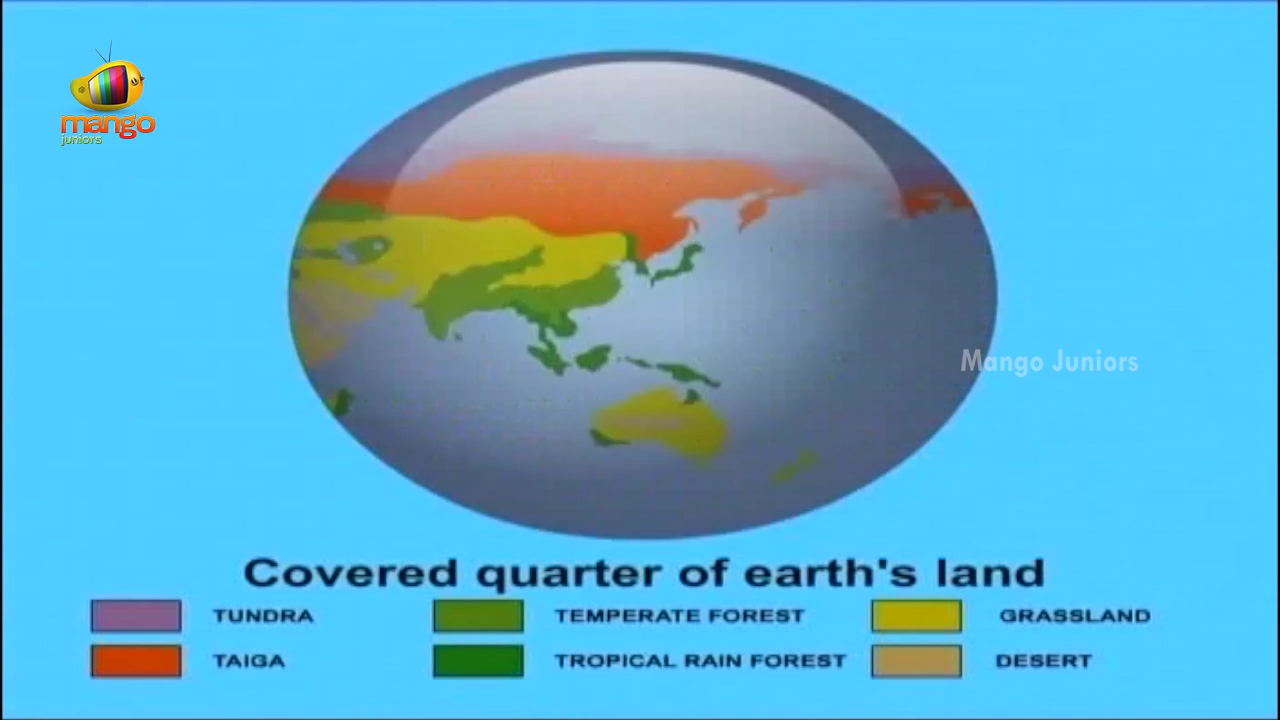 mango
juniors
Mango Juniors
Covered quarter of earth's land
TUNDRA TEMPERATE FOREST GRASSLAND
TAIGA TROPICAL RAIN FOREST DESERT